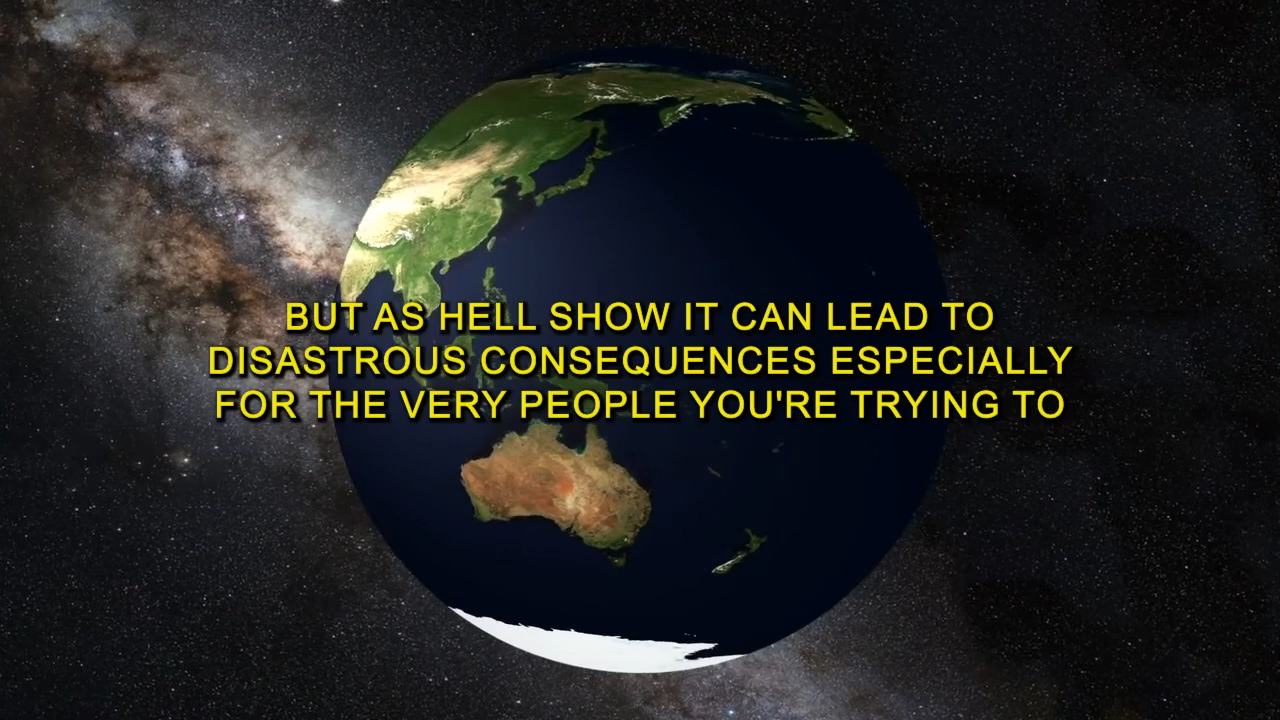 BUT AS HELL SHOW IT CAN LEAD TO
DISASTROUS CONSEQUENCES ESPECIALLY
FOR THE VERY PEOPLE YOU'RE TRYING TO